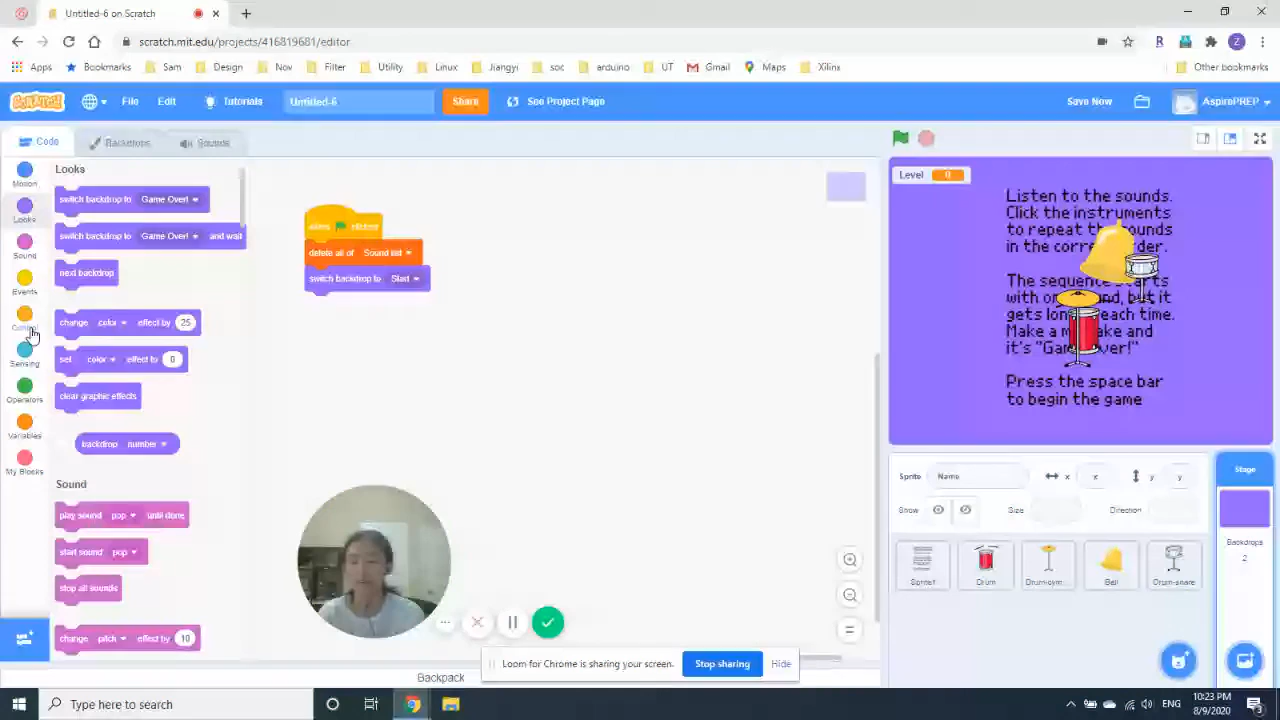 Untitled-6 on Scratch
scratch.mit.edu/projects/416819681/editor
Apps Bookmarks Sam Design Nov Filter Utility Linux Jiangyi soc arduino UT Gmail Maps Xilinx Other bookmarks
SCRATCH File Edit Tutorials Untitled-6 Share See Project Page Save Now AspirePREP
Code Backdrops Sounds
Motion
Looks
Sound
Events
Control
Sensing
Operators
Variables
My Blocks
Looks
switch backdrop to Game Over!
switch backdrop to Game Over! and wait
next backdrop
change color effect by 25
set color effect to 0
clear graphic effects
backdrop number
Sound
play sound pop until done
start sound pop
stop all sounds
change pitch effect by 10
when clicked
delete all of Sound list
switch backdrop to Start
Level 0
Listen to the sounds.
Click the instruments
to repeat the sounds
in the correct order.
The sequence
with but it
gets each time.
Make a and
it's "Game Over!"
Press the space bar
to begin the game
Sprite Name x x y y
Show Size Direction
Drum Drum-cym... Bell Drum-snare
Stage
Backdrops
2
Loom for Chrome is sharing your screen. Stop sharing Hide
Backpack
Type here to search
ENG
10:23 PM
8/9/2020
3
Z